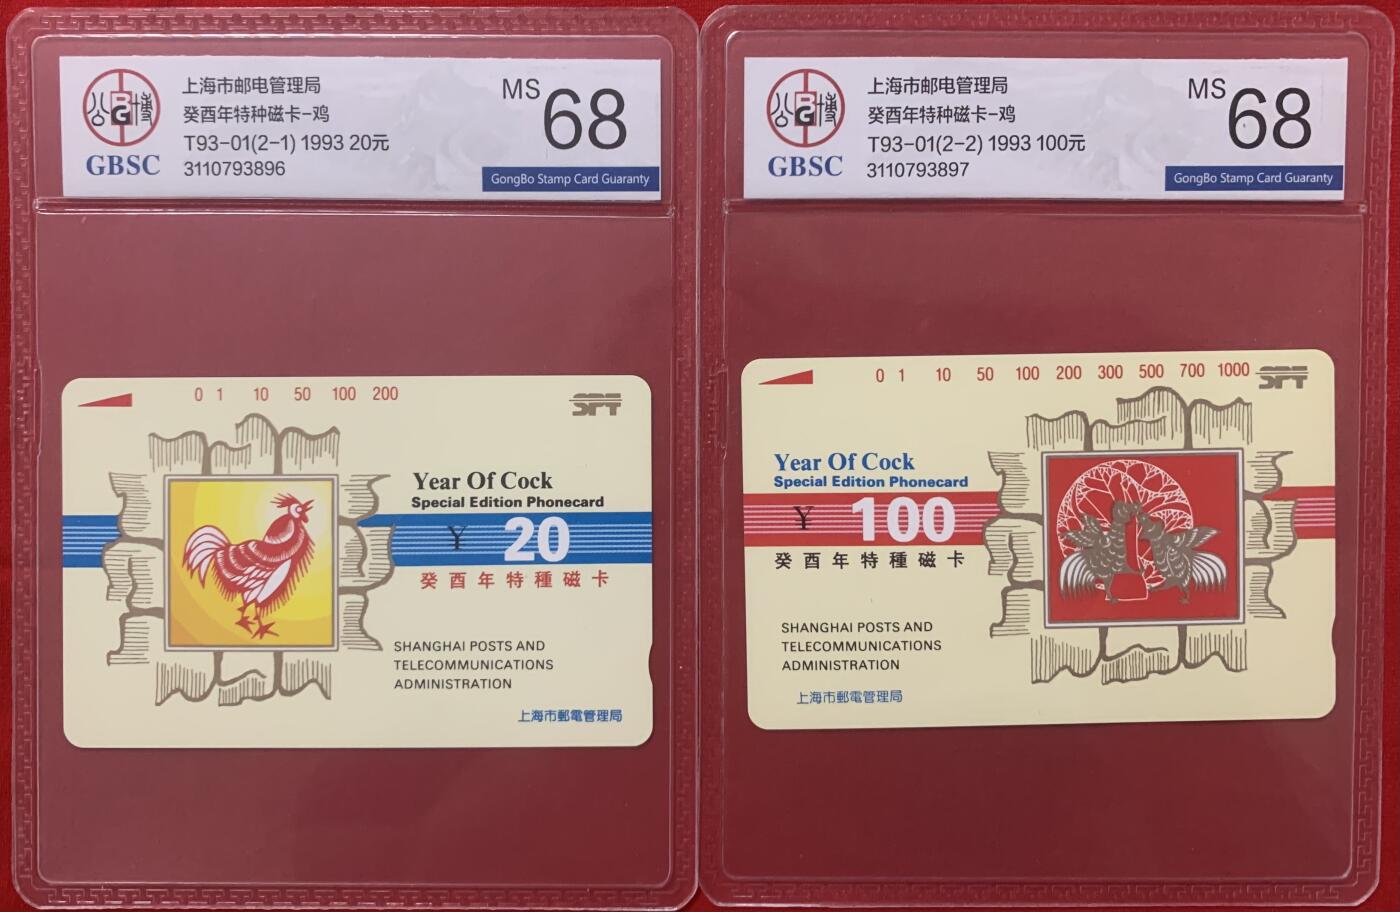 公 BG 博
GBSC
上海市邮电管理局
癸酉年特种磁卡-鸡
T93-01(2-1) 1993 20元
3110793896
MS 68
GongBo Stamp Card Guaranty
0 1 10 50 100 200
SPT
Year Of Cock
Special Edition Phonecard
¥ 20
癸酉年特種磁卡
SHANGHAI POSTS AND
TELECOMMUNICATIONS
ADMINISTRATION
上海市郵電管理局
公 BG 博
GBSC
上海市邮电管理局
癸酉年特种磁卡-鸡
T93-01(2-2) 1993 100元
3110793897
MS 68
GongBo Stamp Card Guaranty
0 1 10 50 100 200 300 500 700 1000
SPT
Year Of Cock
Special Edition Phonecard
¥ 100
癸酉年特種磁卡
SHANGHAI POSTS AND
TELECOMMUNICATIONS
ADMINISTRATION
上海市郵電管理局